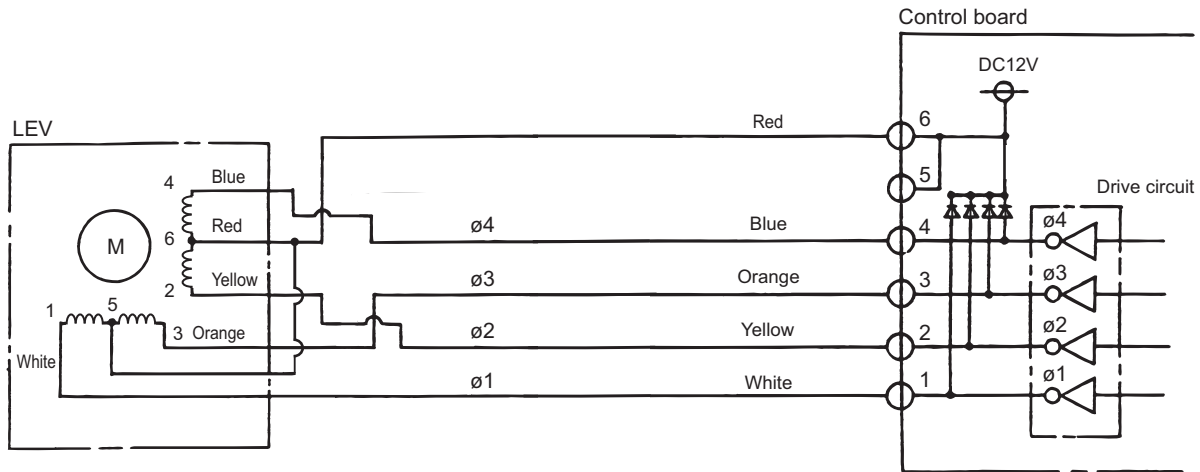 Control board
DC12V
LEV
Red
6
5
4
Blue
Drive circuit
ø4
Red
6
M
ø4
Blue
4
ø3
Yellow
2
ø3
Orange
3
ø2
1
5
3
Orange
ø2
Yellow
2
ø1
White
ø1
White
1